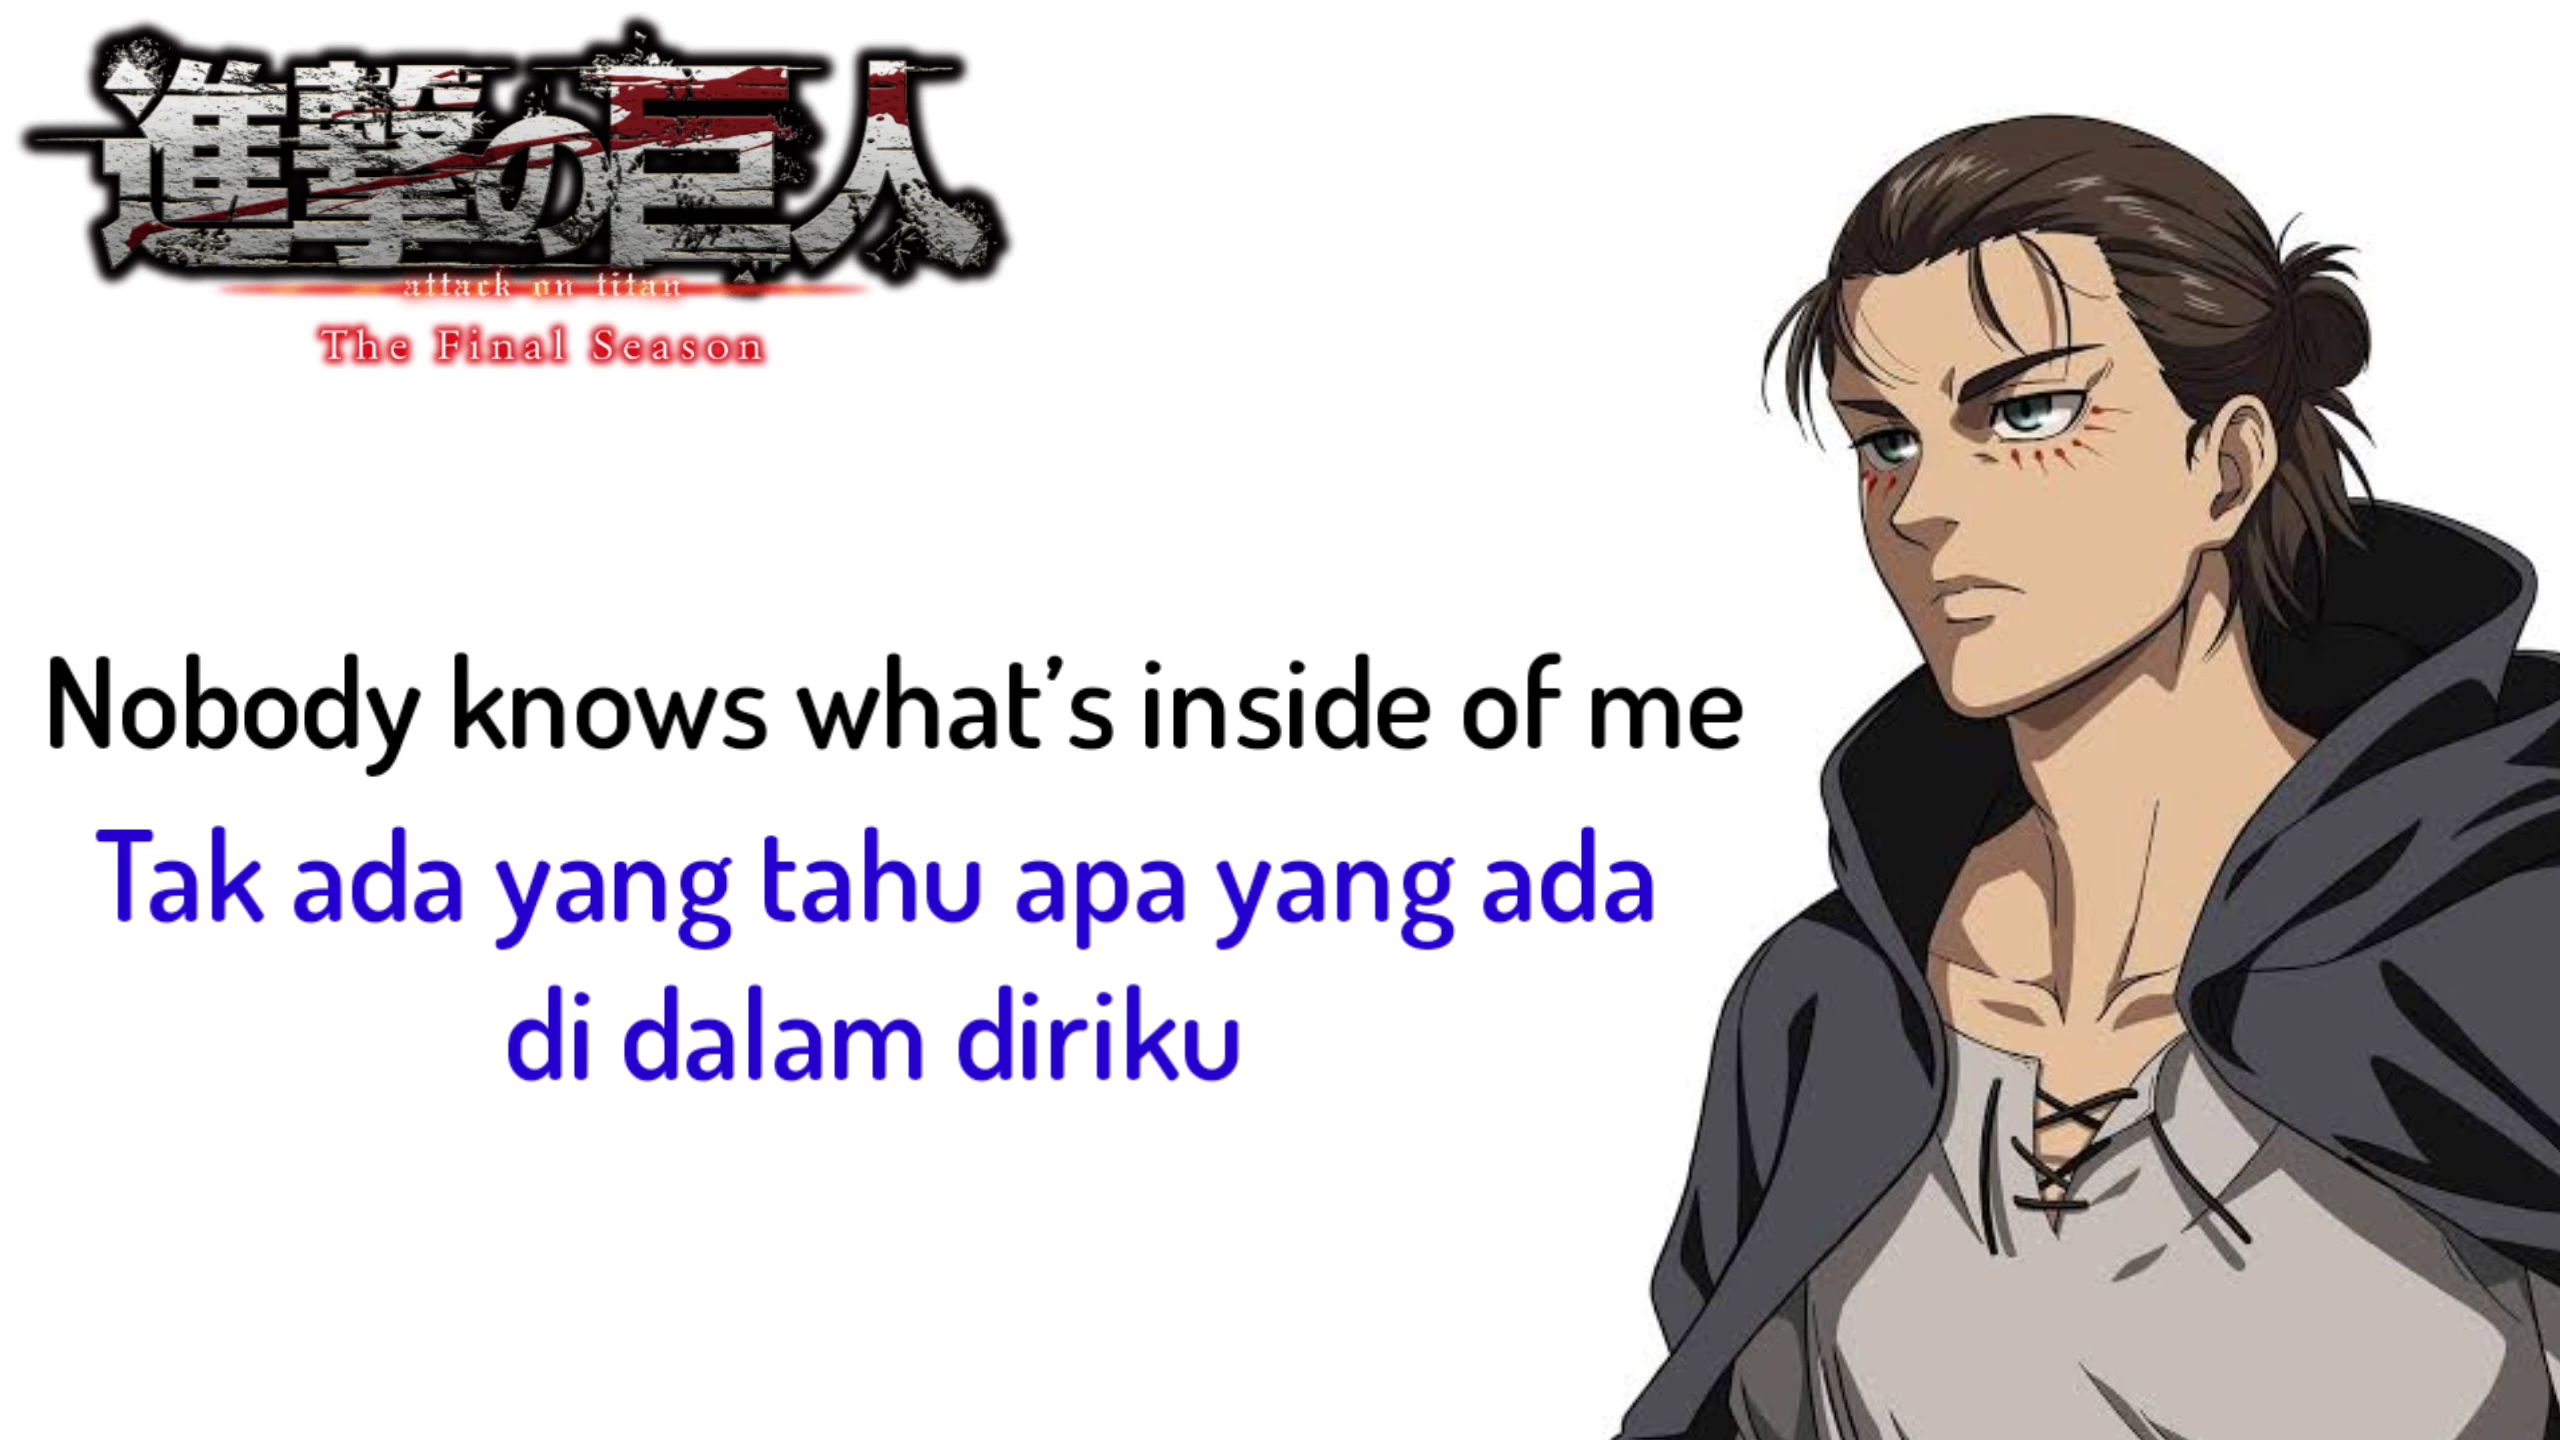 進撃の巨人
attack on titan
The Final Season
Nobody knows what's inside of me
Tak ada yang tahu apa yang ada
di dalam diriku